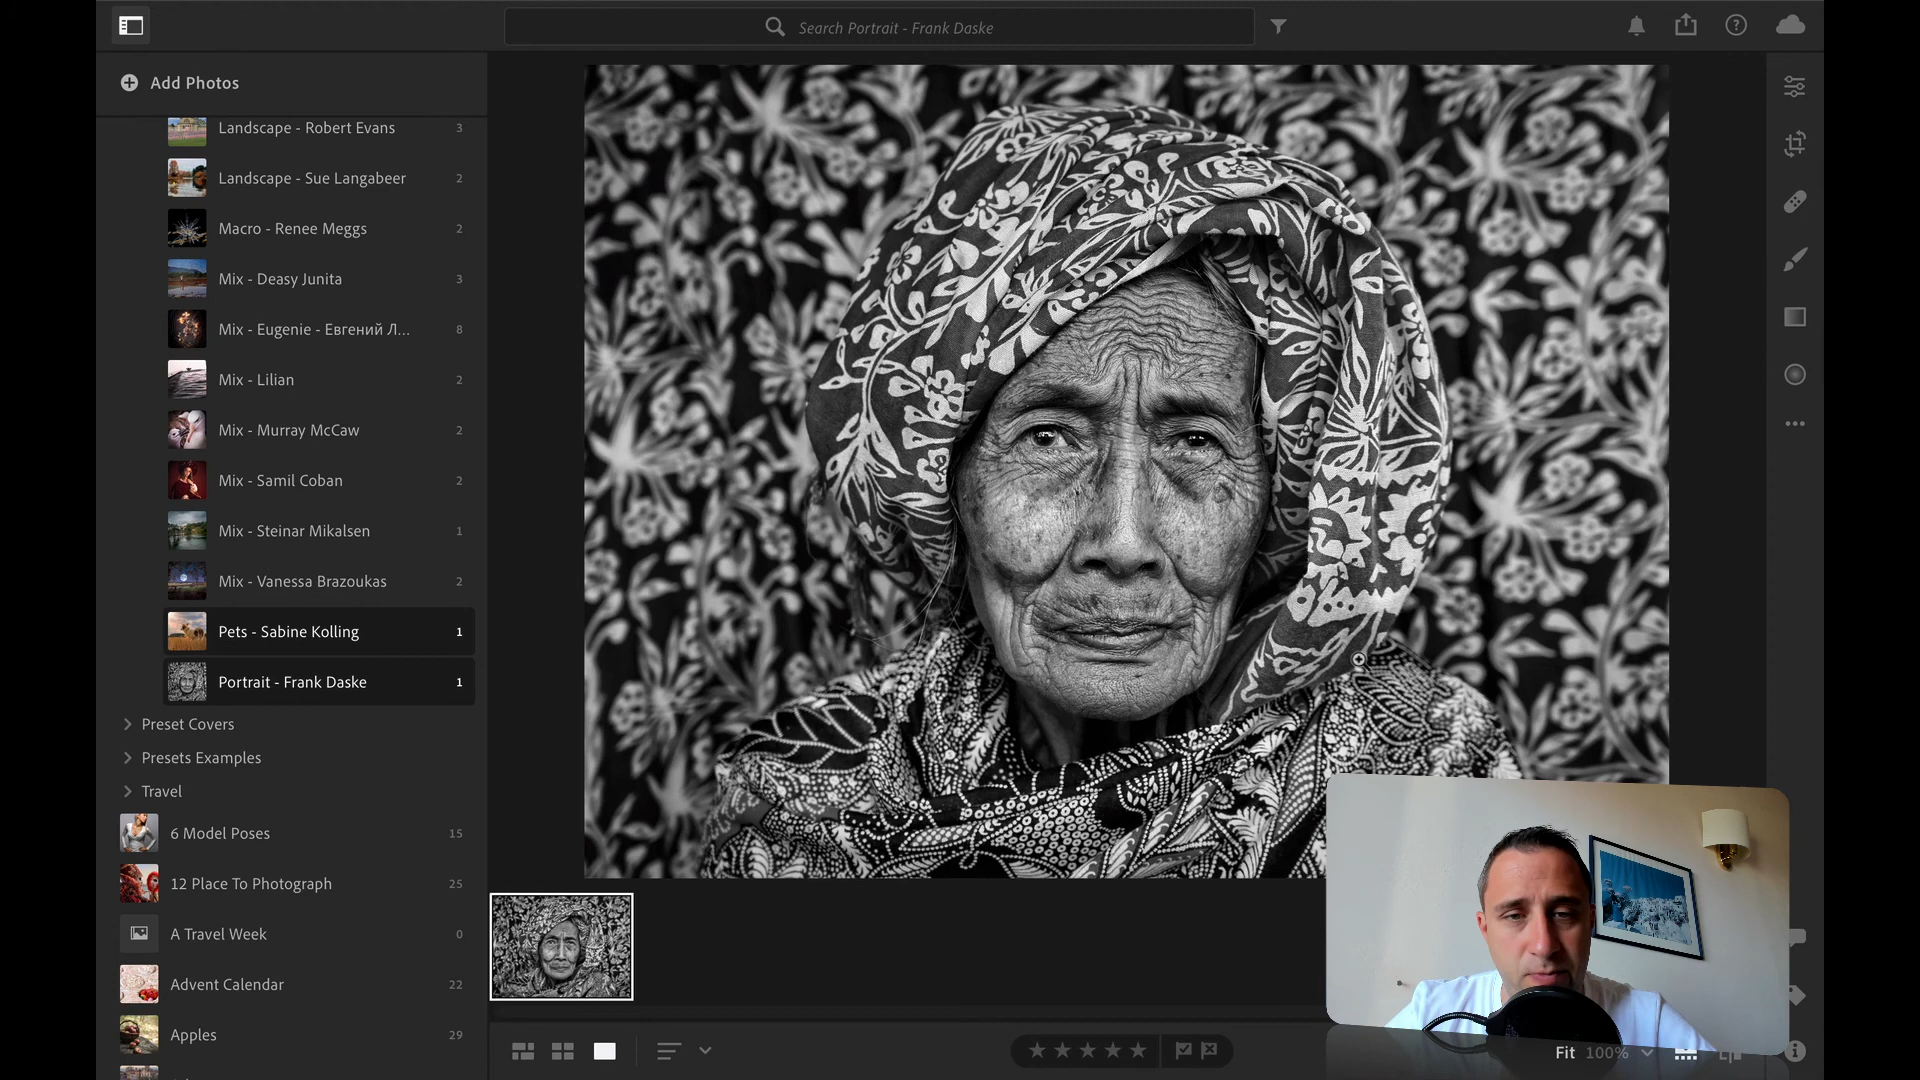 Search Portrait - Frank Daske
Add Photos
Landscape - Robert Evans 3
Landscape - Sue Langabeer 2
Macro - Renee Meggs 2
Mix - Deasy Junita 3
Mix - Eugenie - Евгений Л... 8
Mix - Lilian 2
Mix - Murray McCaw 2
Mix - Samil Coban 2
Mix - Steinar Mikalsen 1
Mix - Vanessa Brazoukas 2
Pets - Sabine Kolling 1
Portrait - Frank Daske 1
Preset Covers
Presets Examples
Travel
6 Model Poses 15
12 Place To Photograph 25
A Travel Week 0
Advent Calendar 22
Apples 29
Fit 100%